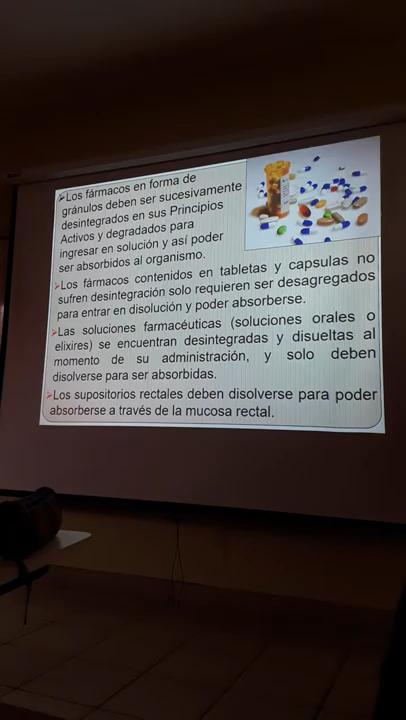 ➢Los fármacos en forma de
gránulos deben ser sucesivamente
desintegrados en sus Principios
Activos y degradados para
ingresar en solución y así poder
ser absorbidos al organismo.
➢Los fármacos contenidos en tabletas y capsulas no
sufren desintegración solo requieren ser desagregados
para entrar en disolución y poder absorberse.
➢Las soluciones farmacéuticas (soluciones orales o
elixires) se encuentran desintegradas y disueltas al
momento de su administración, y solo deben
disolverse para ser absorbidas.
➢Los supositorios rectales deben disolverse para poder
absorberse a través de la mucosa rectal.